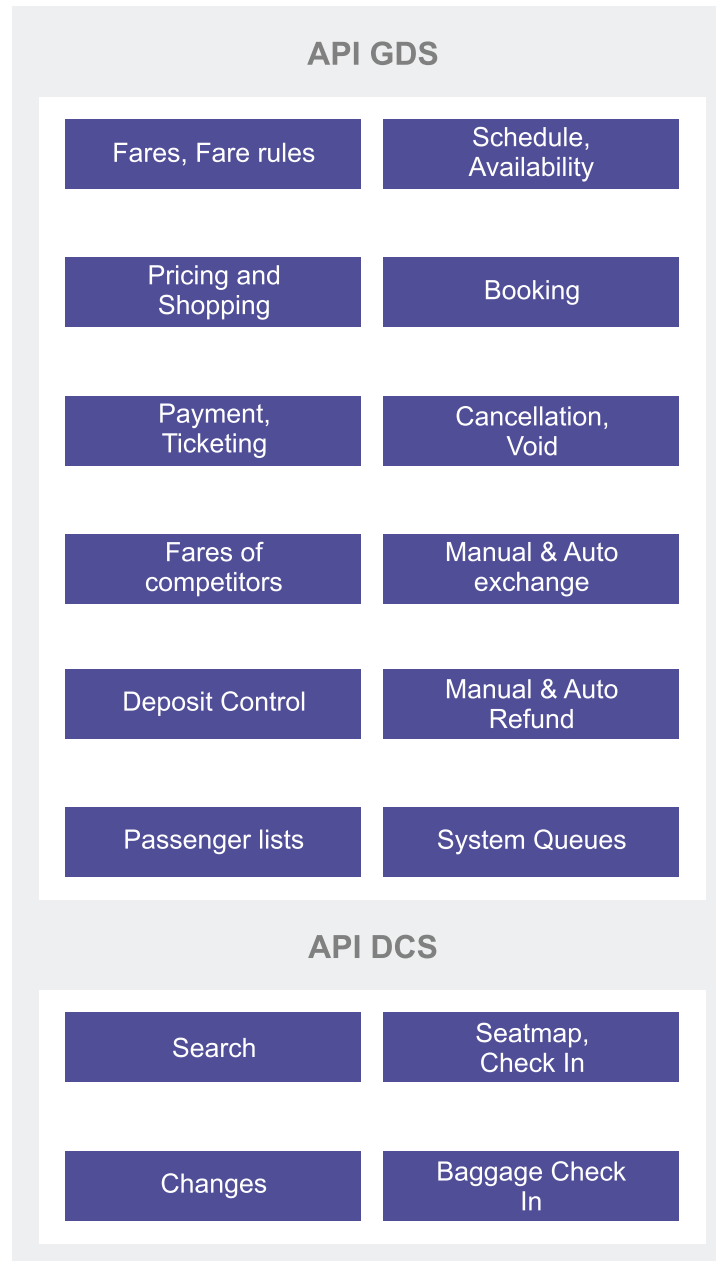 API GDS
Fares, Fare rules
Schedule,
Availability
Pricing and
Shopping
Booking
Payment,
Ticketing
Cancellation,
Void
Fares of
competitors
Manual & Auto
exchange
Deposit Control
Manual & Auto
Refund
Passenger lists
System Queues
API DCS
Search
Seatmap,
Check In
Changes
Baggage Check
In